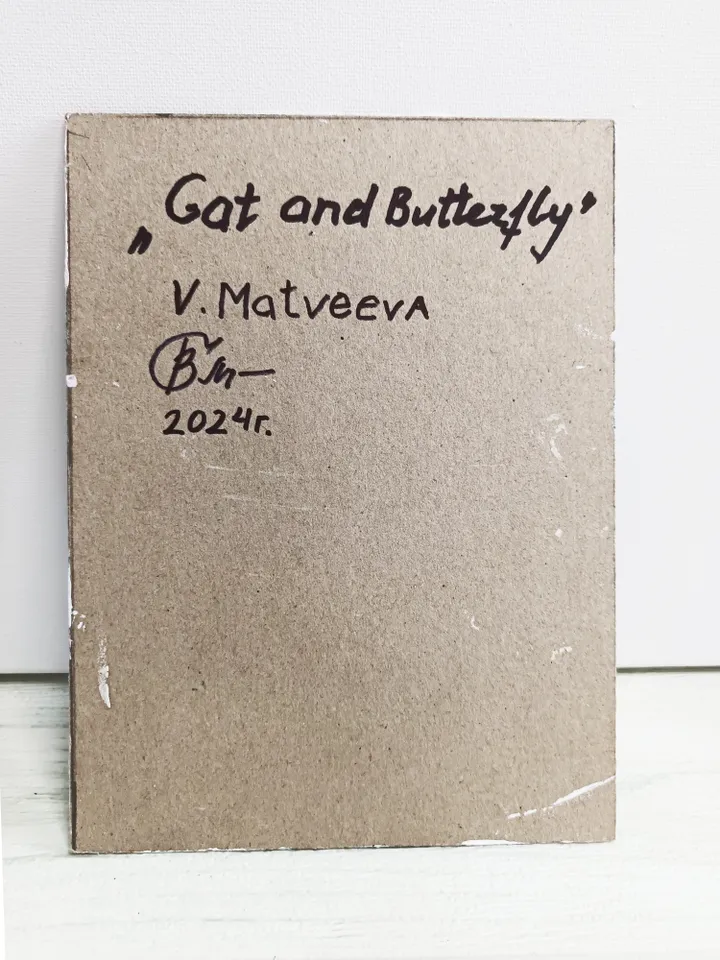 „Cat and Butterfly”
V. Matveeva
2024г.